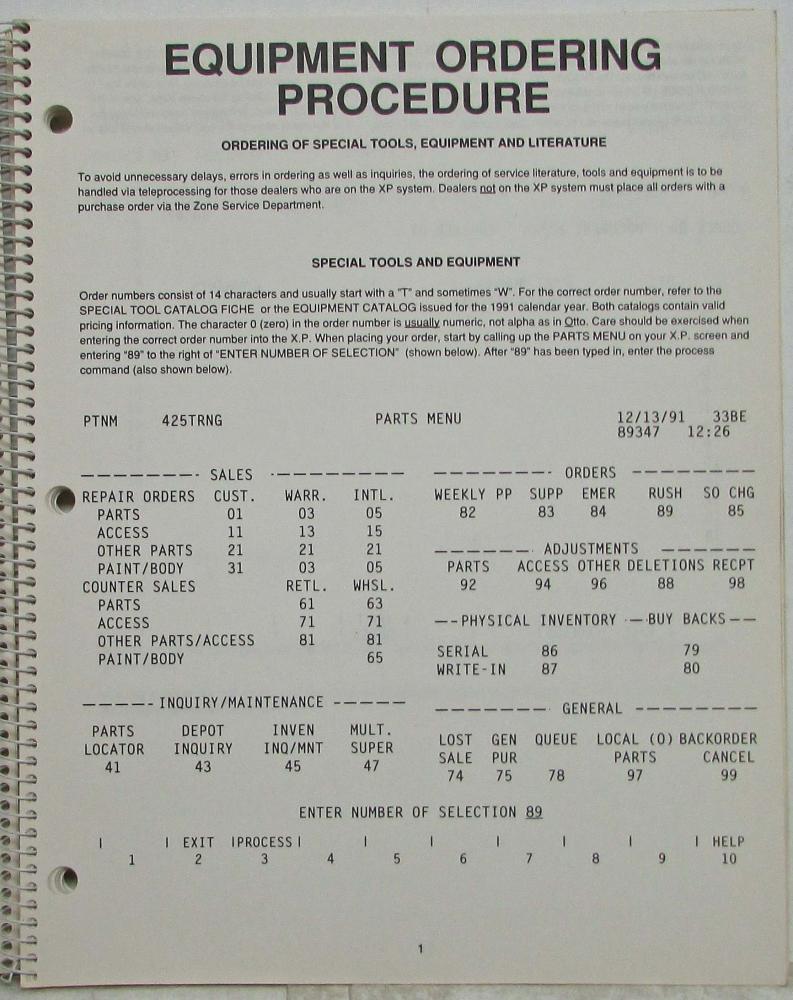 EQUIPMENT ORDERING
PROCEDURE
ORDERING OF SPECIAL TOOLS, EQUIPMENT AND LITERATURE
To avoid unnecessary delays, errors in ordering as well as inquiries, the ordering of service literature, tools and equipment is to be
handled via teleprocessing for those dealers who are on the XP system. Dealers not on the XP system must place all orders with a
purchase order via the Zone Service Department.
SPECIAL TOOLS AND EQUIPMENT
Order numbers consist of 14 characters and usually start with a "T" and sometimes "W". For the correct order number, refer to the
SPECIAL TOOL CATALOG FICHE or the EQUIPMENT CATALOG issued for the 1991 calendar year. Both catalogs contain valid
pricing information. The character 0 (zero) in the order number is usually numeric, not alpha as in Otto. Care should be exercised when
entering the correct order number into the X.P. When placing your order, start by calling up the PARTS MENU on your X.P. screen and
entering "89" to the right of "ENTER NUMBER OF SELECTION" (shown below). After "89" has been typed in, enter the process
command (also shown below).
PTNM 425TRNG PARTS MENU 12/13/91 33BE
89347 12:26
------- SALES -------- ------- ORDERS -------
REPAIR ORDERS CUST. WARR. INTL. WEEKLY PP SUPP EMER RUSH SO CHG
PARTS 01 03 05 82 83 84 89 85
ACCESS 11 13 15
OTHER PARTS 21 21 21 ------ ADJUSTMENTS ------
PAINT/BODY 31 03 05 PARTS ACCESS OTHER DELETIONS RECPT
COUNTER SALES RETL. WHSL. 92 94 96 88 98
PARTS 61 63
ACCESS 71 71 --PHYSICAL INVENTORY --BUY BACKS--
OTHER PARTS/ACCESS 81 81
PAINT/BODY 65 SERIAL 86 79
WRITE-IN 87 80
----- INQUIRY/MAINTENANCE ----- ------- GENERAL --------
PARTS DEPOT INVEN MULT.
LOCATOR INQUIRY INQ/MNT SUPER
41 43 45 47
LOST GEN QUEUE LOCAL (O) BACKORDER
SALE PUR PARTS CANCEL
74 75 78 97 99
ENTER NUMBER OF SELECTION 89
| | EXIT |PROCESS| | | | | | | HELP
1 2 3 4 5 6 7 8 9 10
1